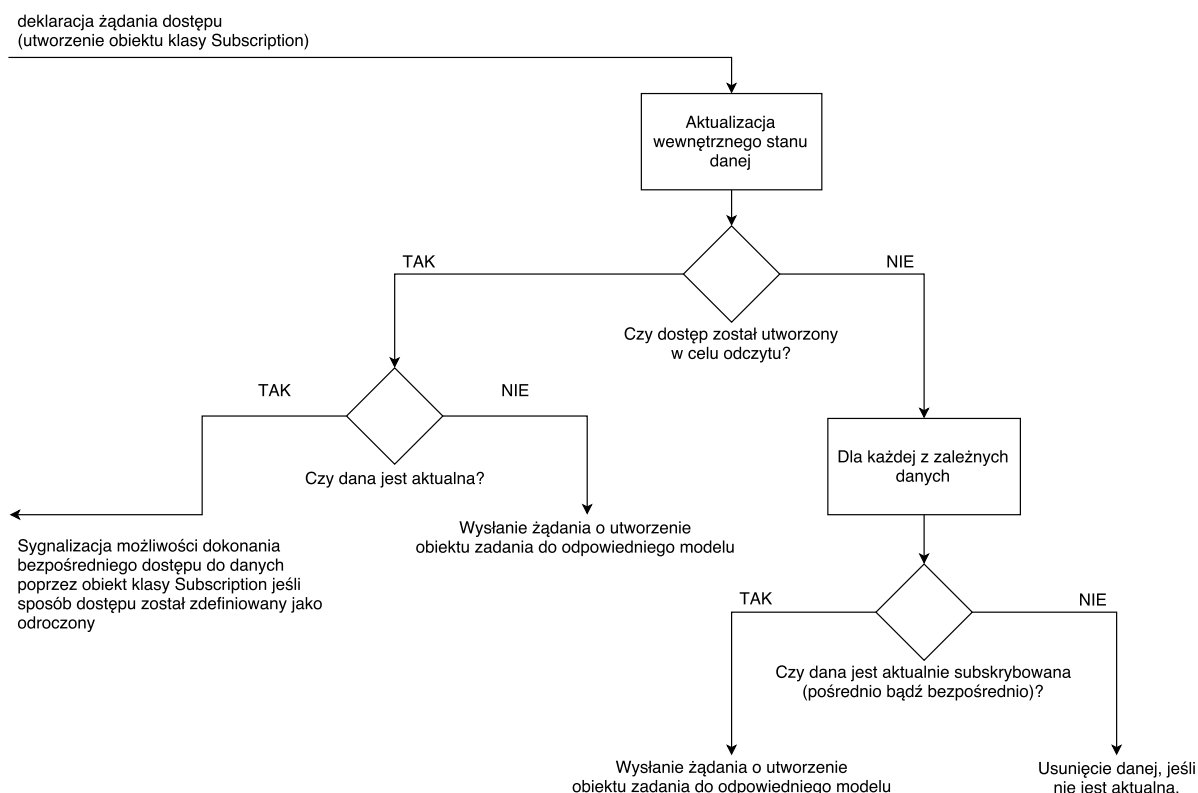 deklaracja żądania dostępu
(utworzenie obiektu klasy Subscription)
Aktualizacja
wewnętrznego stanu
danej
TAK
NIE
Czy dostęp został utworzony
w celu odczytu?
TAK
NIE
Czy dana jest aktualna?
Dla każdej z zależnych
danych
Sygnalizacja możliwości dokonania
bezpośredniego dostępu do danych
poprzez obiekt klasy Subscription jeśli
sposób dostępu został zdefiniowany jako
odroczony
Wysłanie żądania o utworzenie
obiektu zadania do odpowiedniego modelu
TAK
NIE
Czy dana jest aktualnie subskrybowana
(pośrednio bądź bezpośrednio)?
Wysłanie żądania o utworzenie
obiektu zadania do odpowiedniego modelu
Usunięcie danej, jeśli
nie jest aktualna.